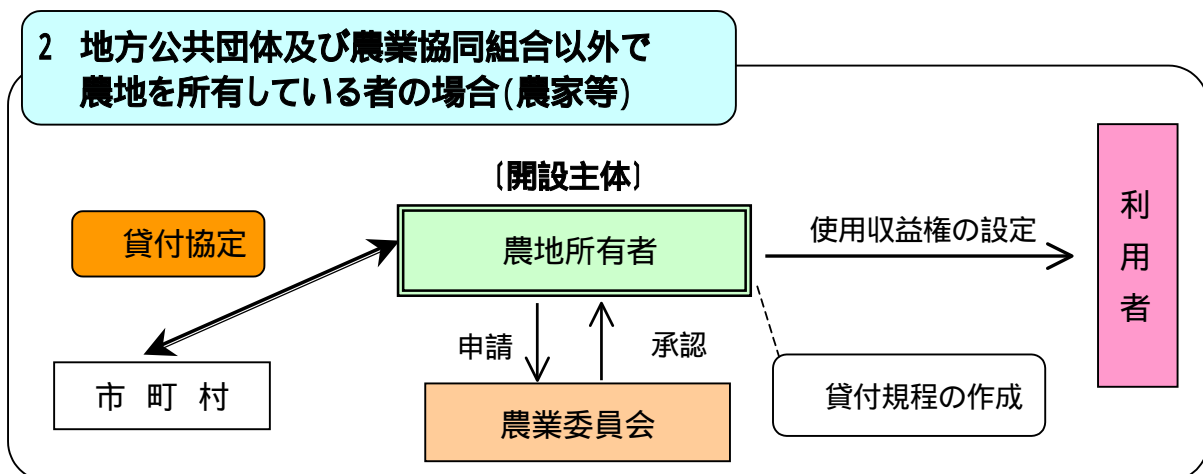 2 地方公共団体及び農業協同組合以外で
農地を所有している者の場合(農家等)
〔開設主体〕
貸付協定
農地所有者
使用収益権の設定
利用者
申請
承認
市 町 村
農業委員会
貸付規程の作成